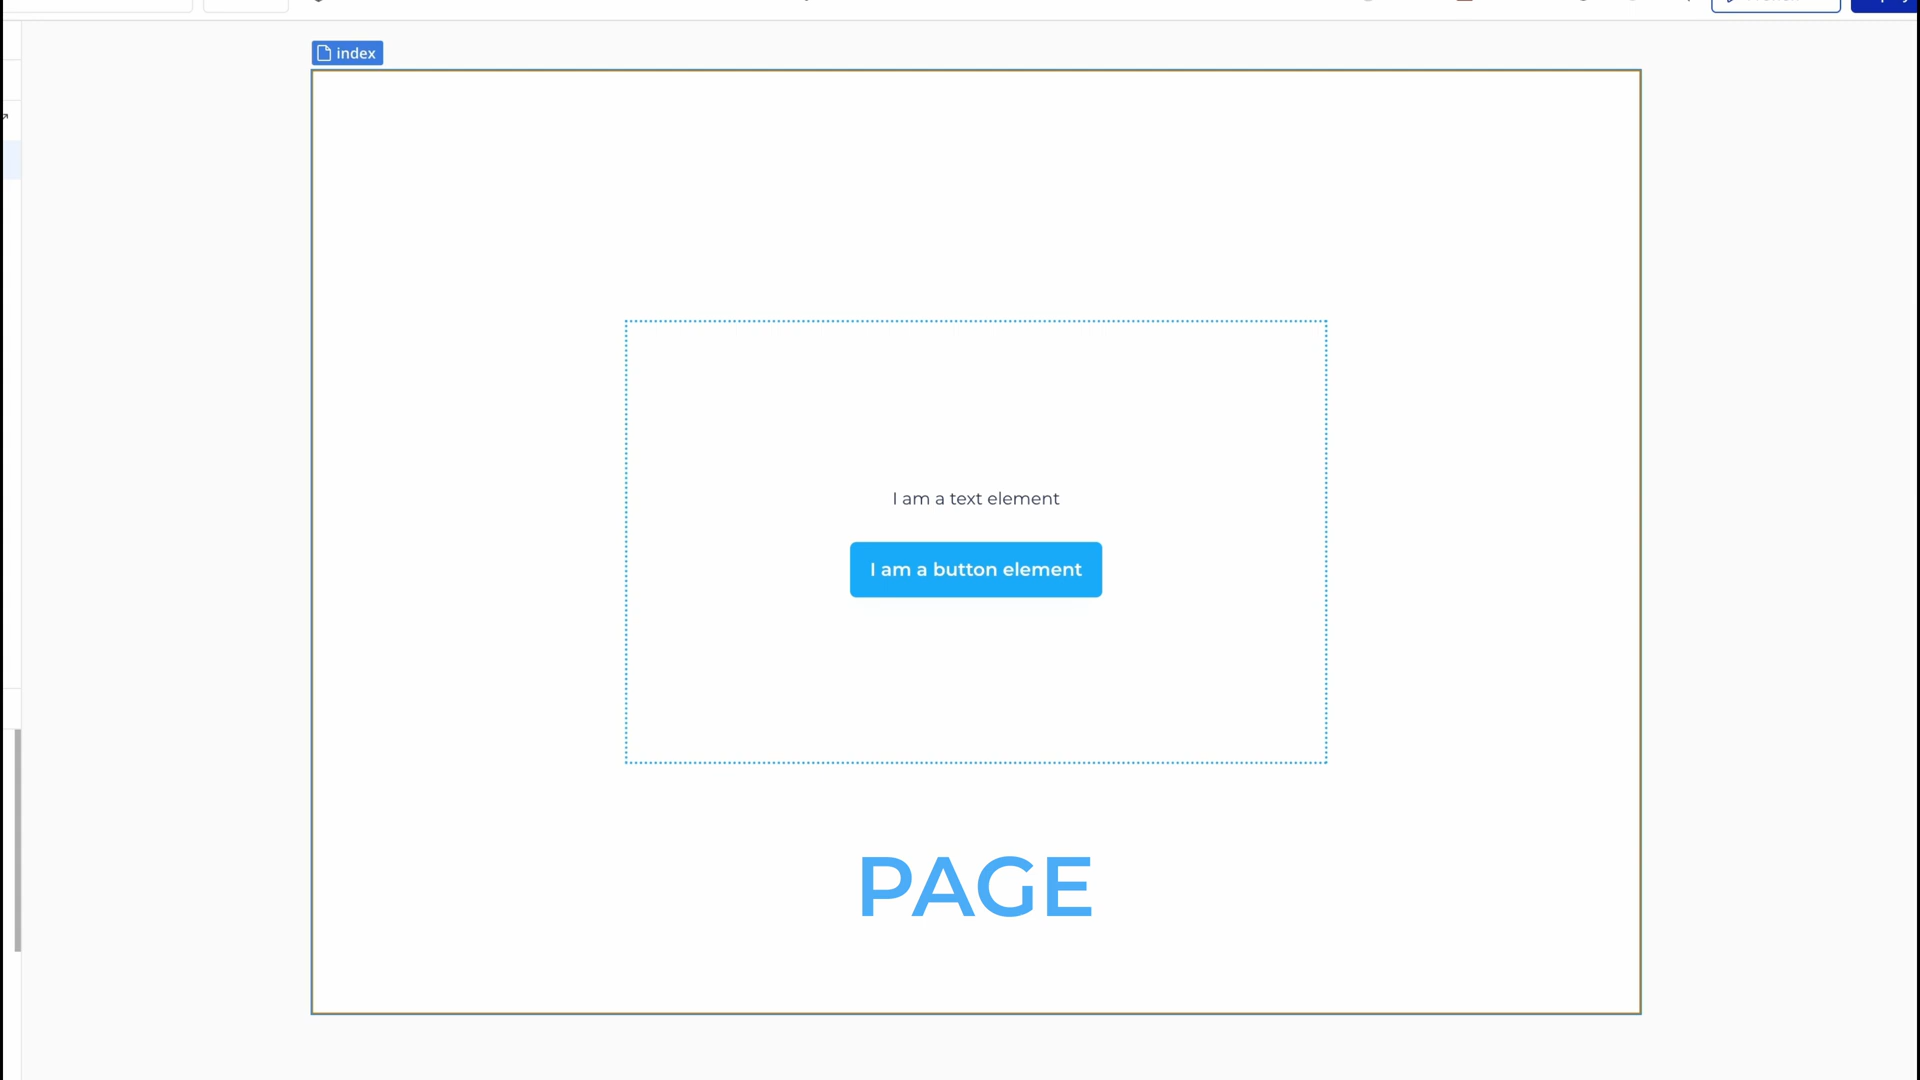 index
I am a text element
I am a button element
PAGE